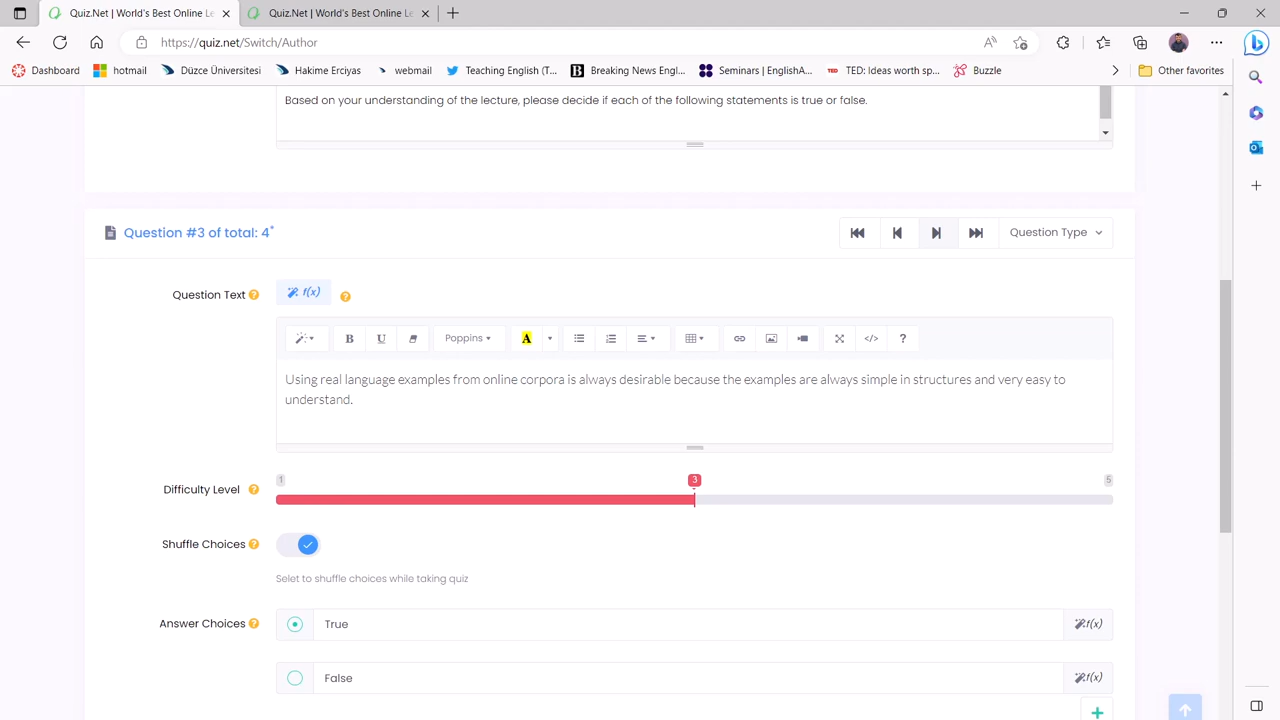 Quiz.Net | World's Best Online Le
Quiz.Net | World's Best Online Le
https://quiz.net/Switch/Author
Dashboard
hotmail
Düzce Üniversitesi
Hakime Erciyas
webmail
Teaching English (T...
Breaking News Engl...
Seminars | EnglishA...
TED: Ideas worth sp...
Buzzle
Other favorites
Based on your understanding of the lecture, please decide if each of the following statements is true or false.
Question #3 of total: 4*
Question Type
Question Text
f(x)
B U Poppins A </> ?
Using real language examples from online corpora is always desirable because the examples are always simple in structures and very easy to
understand.
1
3
5
Difficulty Level
Shuffle Choices
Selet to shuffle choices while taking quiz
Answer Choices
True
f(x)
False
f(x)